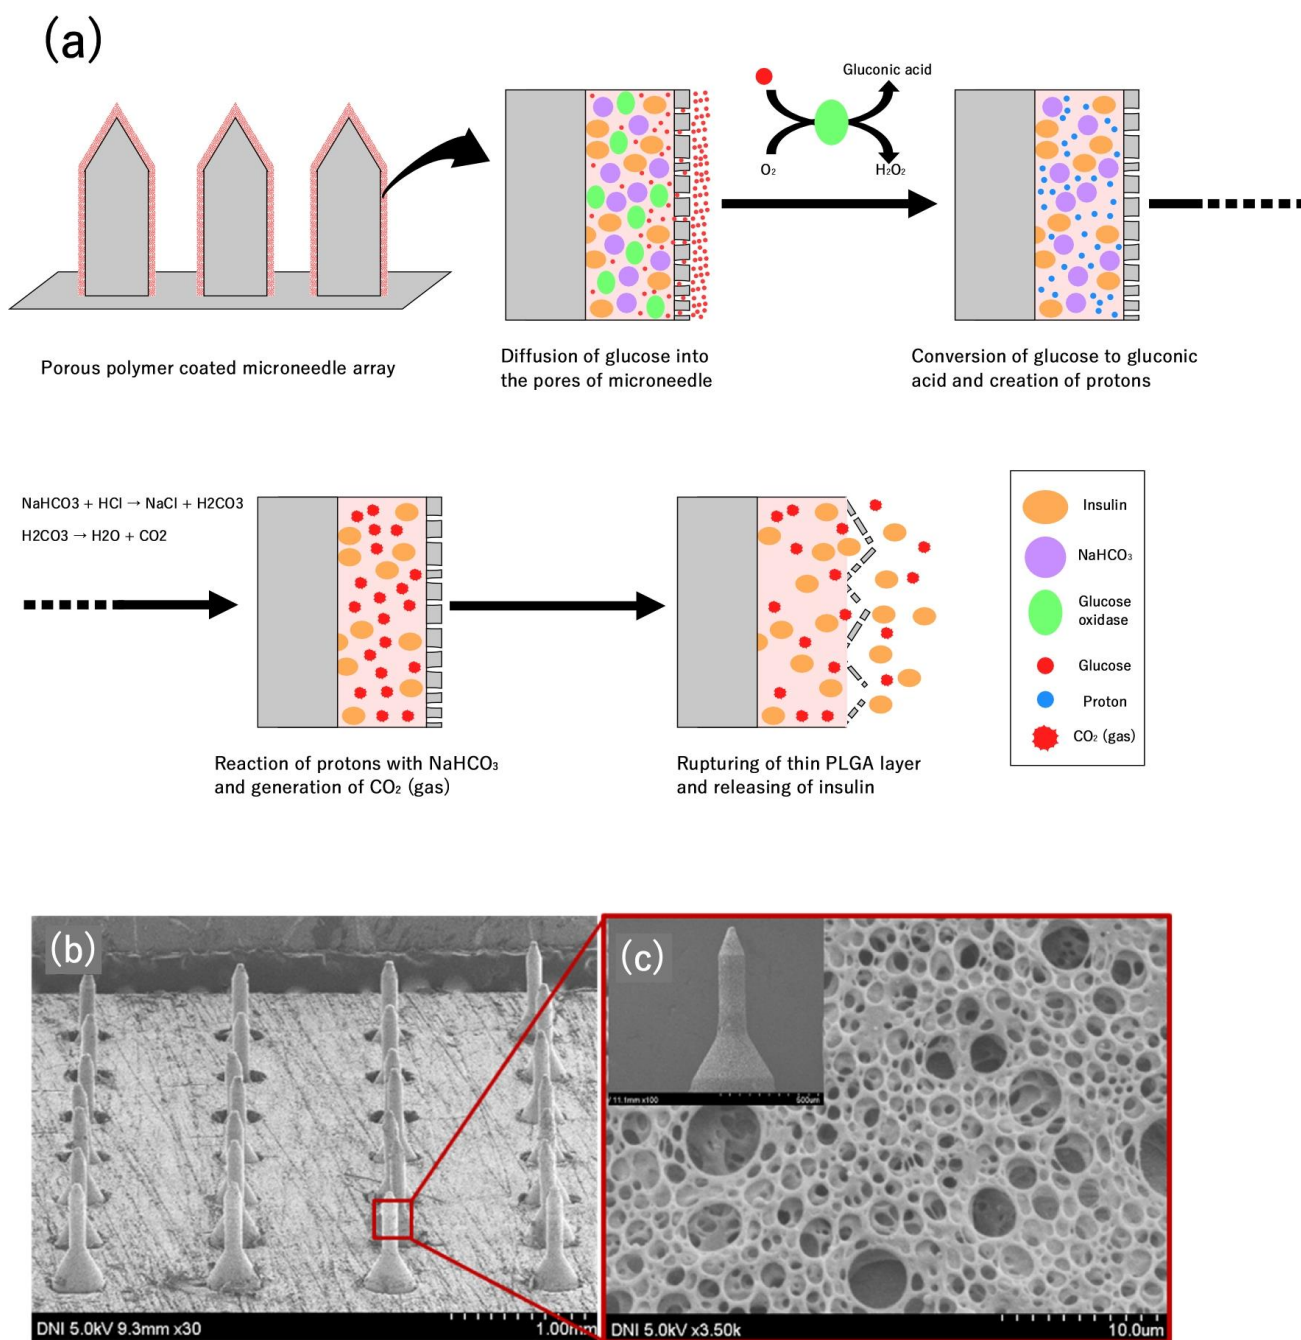 (a)
Gluconic acid
O₂
H₂O₂
Porous polymer coated microneedle array
Diffusion of glucose into
the pores of microneedle
Conversion of glucose to gluconic
acid and creation of protons
NaHCO3 + HCl → NaCl + H2CO3
H2CO3 → H2O + CO2
Reaction of protons with NaHCO₃
and generation of CO₂ (gas)
Rupturing of thin PLGA layer
and releasing of insulin
Insulin
NaHCO₃
Glucose
oxidase
Glucose
Proton
CO₂ (gas)
(b)
DNI 5.0kV 9.3mm x30
1.00mm
(c)
11.1mm x100
500um
DNI 5.0kV x3.50k
10.0um